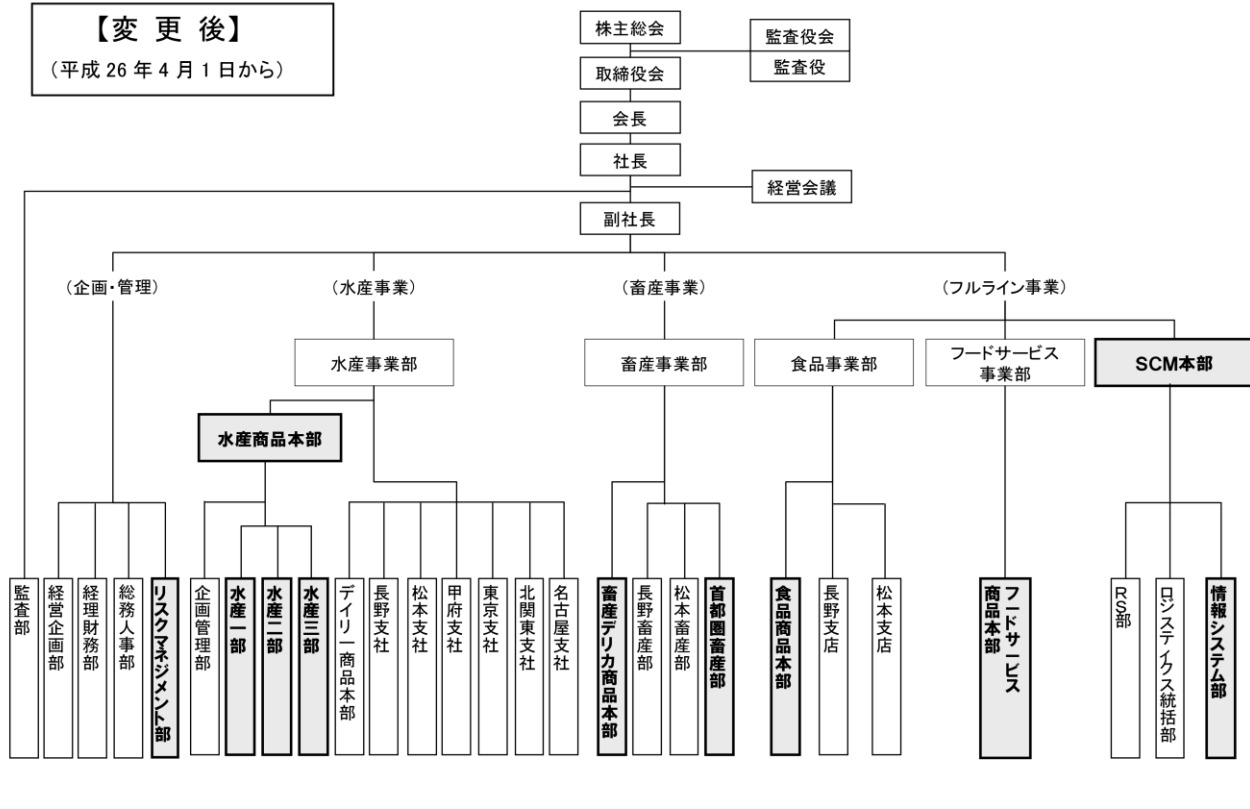 【変 更 後】
（平成 26 年 4 月 1 日から）
株主総会
監査役会
監査役
取締役会
会長
社長
経営会議
副社長
（企画・管理）
（水産事業）
（畜産事業）
（フルライン事業）
水産事業部
畜産事業部
食品事業部
フードサービス
事業部
SCM本部
水産商品本部
監査部
経営企画部
経理財務部
総務人事部
リスクマネジメント部
企画管理部
水産一部
水産二部
水産三部
デイリー商品本部
長野支社
松本支社
甲府支社
東京支社
北関東支社
名古屋支社
畜産デリカ商品本部
長野畜産部
松本畜産部
首都圏畜産部
食品商品本部
長野支店
松本支店
フードサービス
商品本部
RS部
ロジステイクス統括部
情報システム部